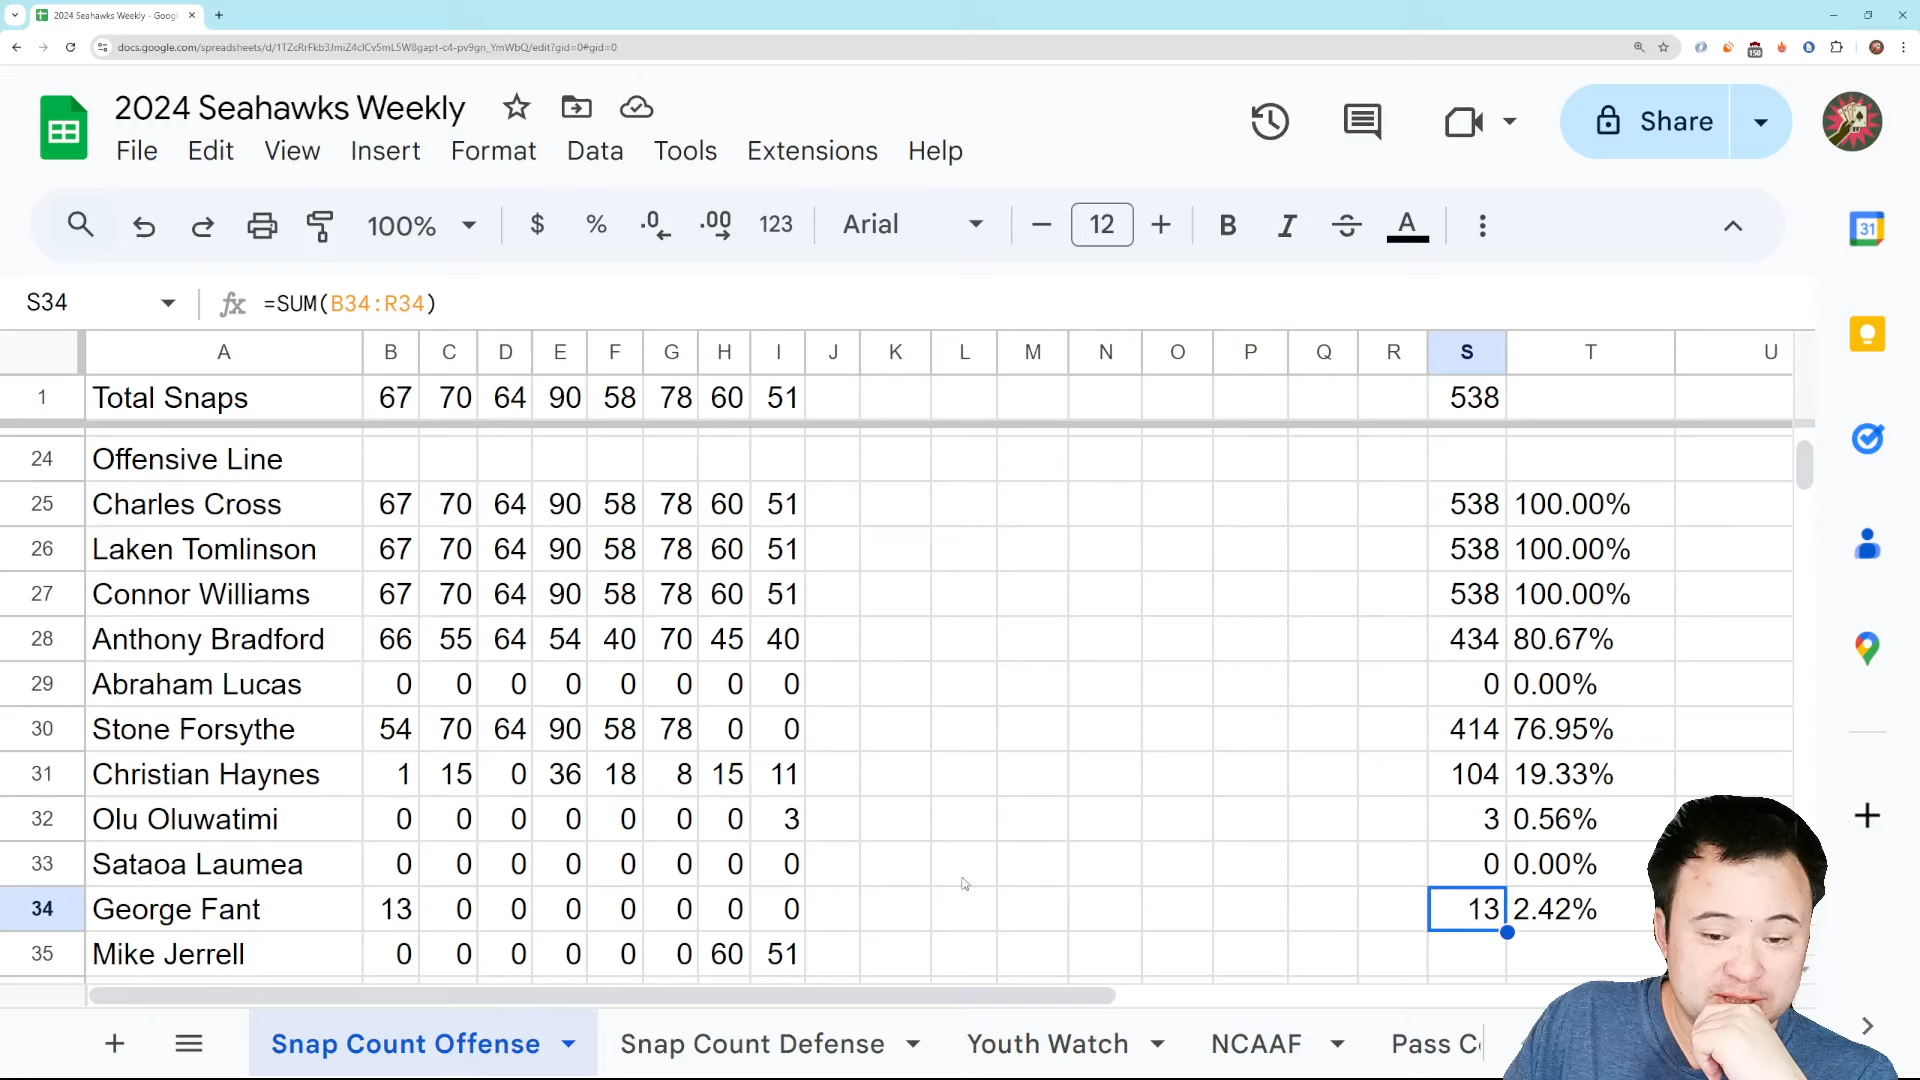 2024 Seahawks Weekly - Goog
docs.google.com/spreadsheets/d/
150
2024 Seahawks Weekly
File Edit View Insert Format Data Tools Extensions Help
Share
100% $ % .0 .00 123 Arial 12 B I S A
31
S34 fx =SUM(B34:R34)
A B C D E F G H I J K L M N O P Q R S T U
1 Total Snaps 67 70 64 90 58 78 60 51 538
24 Offensive Line
25 Charles Cross 67 70 64 90 58 78 60 51 538 100.00%
26 Laken Tomlinson 67 70 64 90 58 78 60 51 538 100.00%
27 Connor Williams 67 70 64 90 58 78 60 51 538 100.00%
28 Anthony Bradford 66 55 64 54 40 70 45 40 434 80.67%
29 Abraham Lucas 0 0 0 0 0 0 0 0 0 0.00%
30 Stone Forsythe 54 70 64 90 58 78 0 0 414 76.95%
31 Christian Haynes 1 15 0 36 18 8 15 11 104 19.33%
32 Olu Oluwatimi 0 0 0 0 0 0 0 3 3 0.56%
33 Sataoa Laumea 0 0 0 0 0 0 0 0 0 0.00%
34 George Fant 13 0 0 0 0 0 0 0 13 2.42%
35 Mike Jerrell 0 0 0 0 0 0 60 51
Snap Count Offense Snap Count Defense Youth Watch NCAAF Pass C